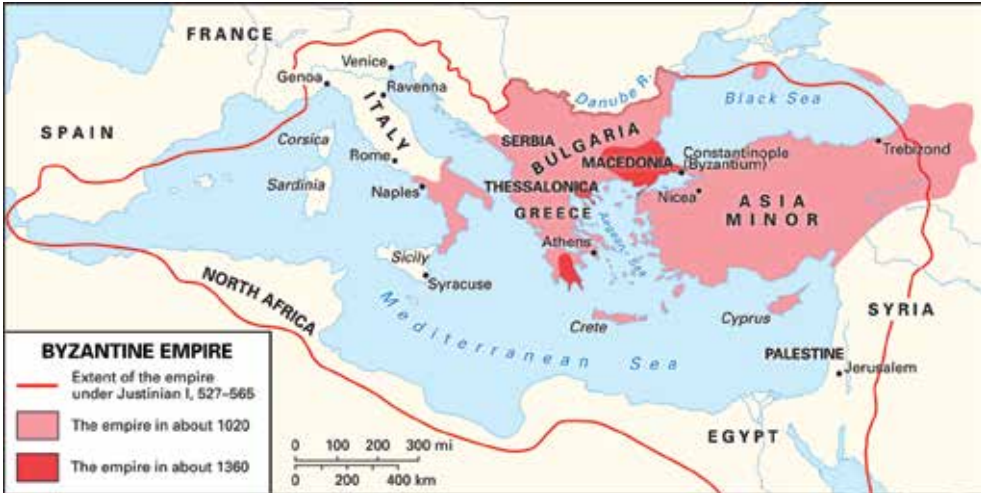 FRANCE
Venice
Genoa
Ravenna
ITALY
SPAIN
Corsica
Rome
Sardinia
Naples
Sicily
Syracuse
NORTH AFRICA
Mediterranean Sea
Danube R.
Black Sea
SERBIA
BULGARIA
MACEDONIA
Constantinople
(Byzantium)
Trebizond
THESSALONICA
Nicea
ASIA
MINOR
GREECE
Aegean Sea
Athens
Crete
Cyprus
SYRIA
PALESTINE
Jerusalem
EGYPT
BYZANTINE EMPIRE
Extent of the empire
under Justinian I, 527–565
The empire in about 1020
The empire in about 1360
0 100 200 300 mi
0 200 400 km